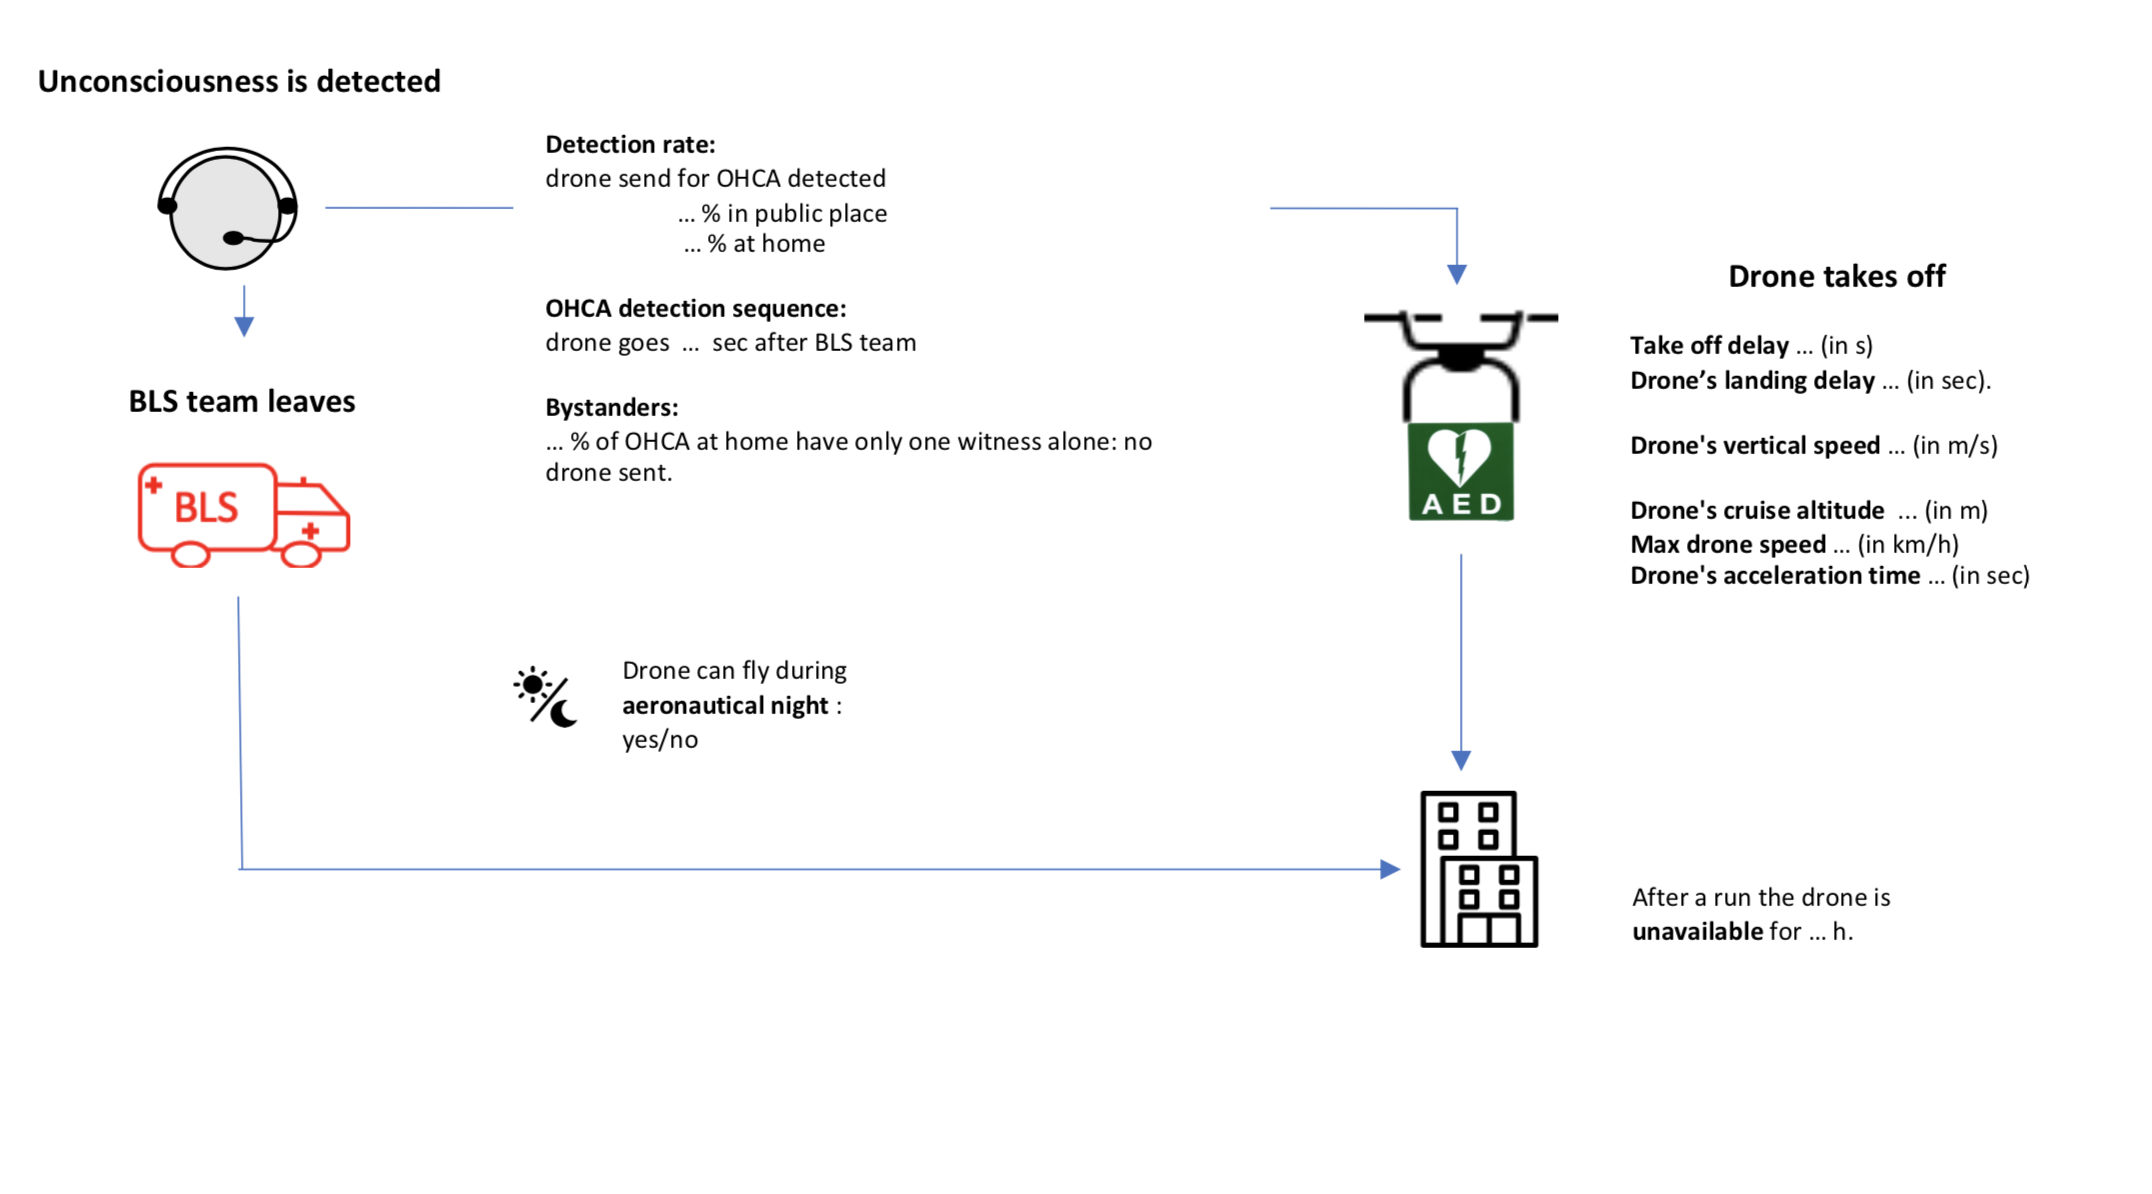 Unconsciousness is detected
Detection rate:
drone send for OHCA detected
... % in public place
... % at home
OHCA detection sequence:
drone goes ... sec after BLS team
Bystanders:
... % of OHCA at home have only one witness alone: no
drone sent.
BLS team leaves
BLS
Drone can fly during
aeronautical night :
yes/no
AED
Drone takes off
Take off delay ... (in s)
Drone’s landing delay ... (in sec).
Drone's vertical speed ... (in m/s)
Drone's cruise altitude ... (in m)
Max drone speed ... (in km/h)
Drone's acceleration time ... (in sec)
After a run the drone is
unavailable for ... h.